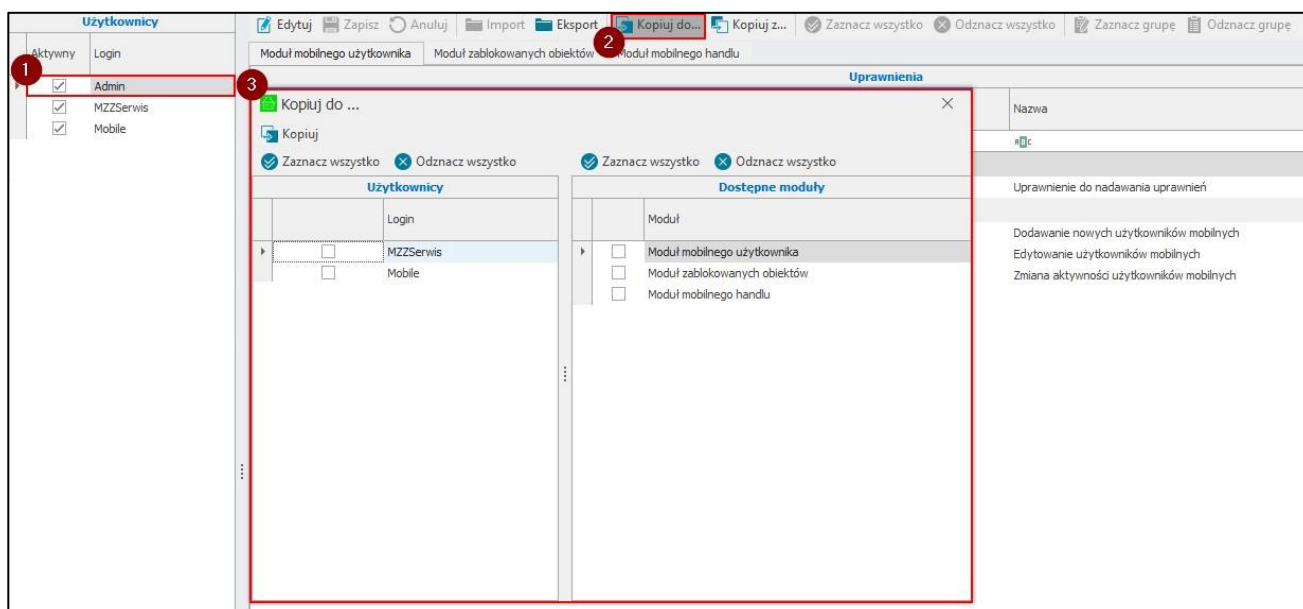 Użytkownicy
Edytuj Zapisz Anuluj Import Eksport Kopiuj do... Kopiuj z... Zaznacz wszystko Odznacz wszystko Zaznacz grupę Odznacz grupę
2
Aktywny Login
Moduł mobilnego użytkownika Moduł zablokowanych obiektów Moduł mobilnego handlu
1
Uprawnienia
Admin
3
MZZSerwis
Mobile
Kopiuj do ...
Nazwa
Kopiuj
Zaznacz wszystko Odznacz wszystko Zaznacz wszystko Odznacz wszystko
Użytkownicy Dostępne moduły
Uprawnienie do nadawania uprawnień
Login Moduł
Dodawanie nowych użytkowników mobilnych
MZZSerwis Moduł mobilnego użytkownika
Edytowanie użytkowników mobilnych
Mobile Moduł zablokowanych obiektów
Zmiana aktywności użytkowników mobilnych
Moduł mobilnego handlu